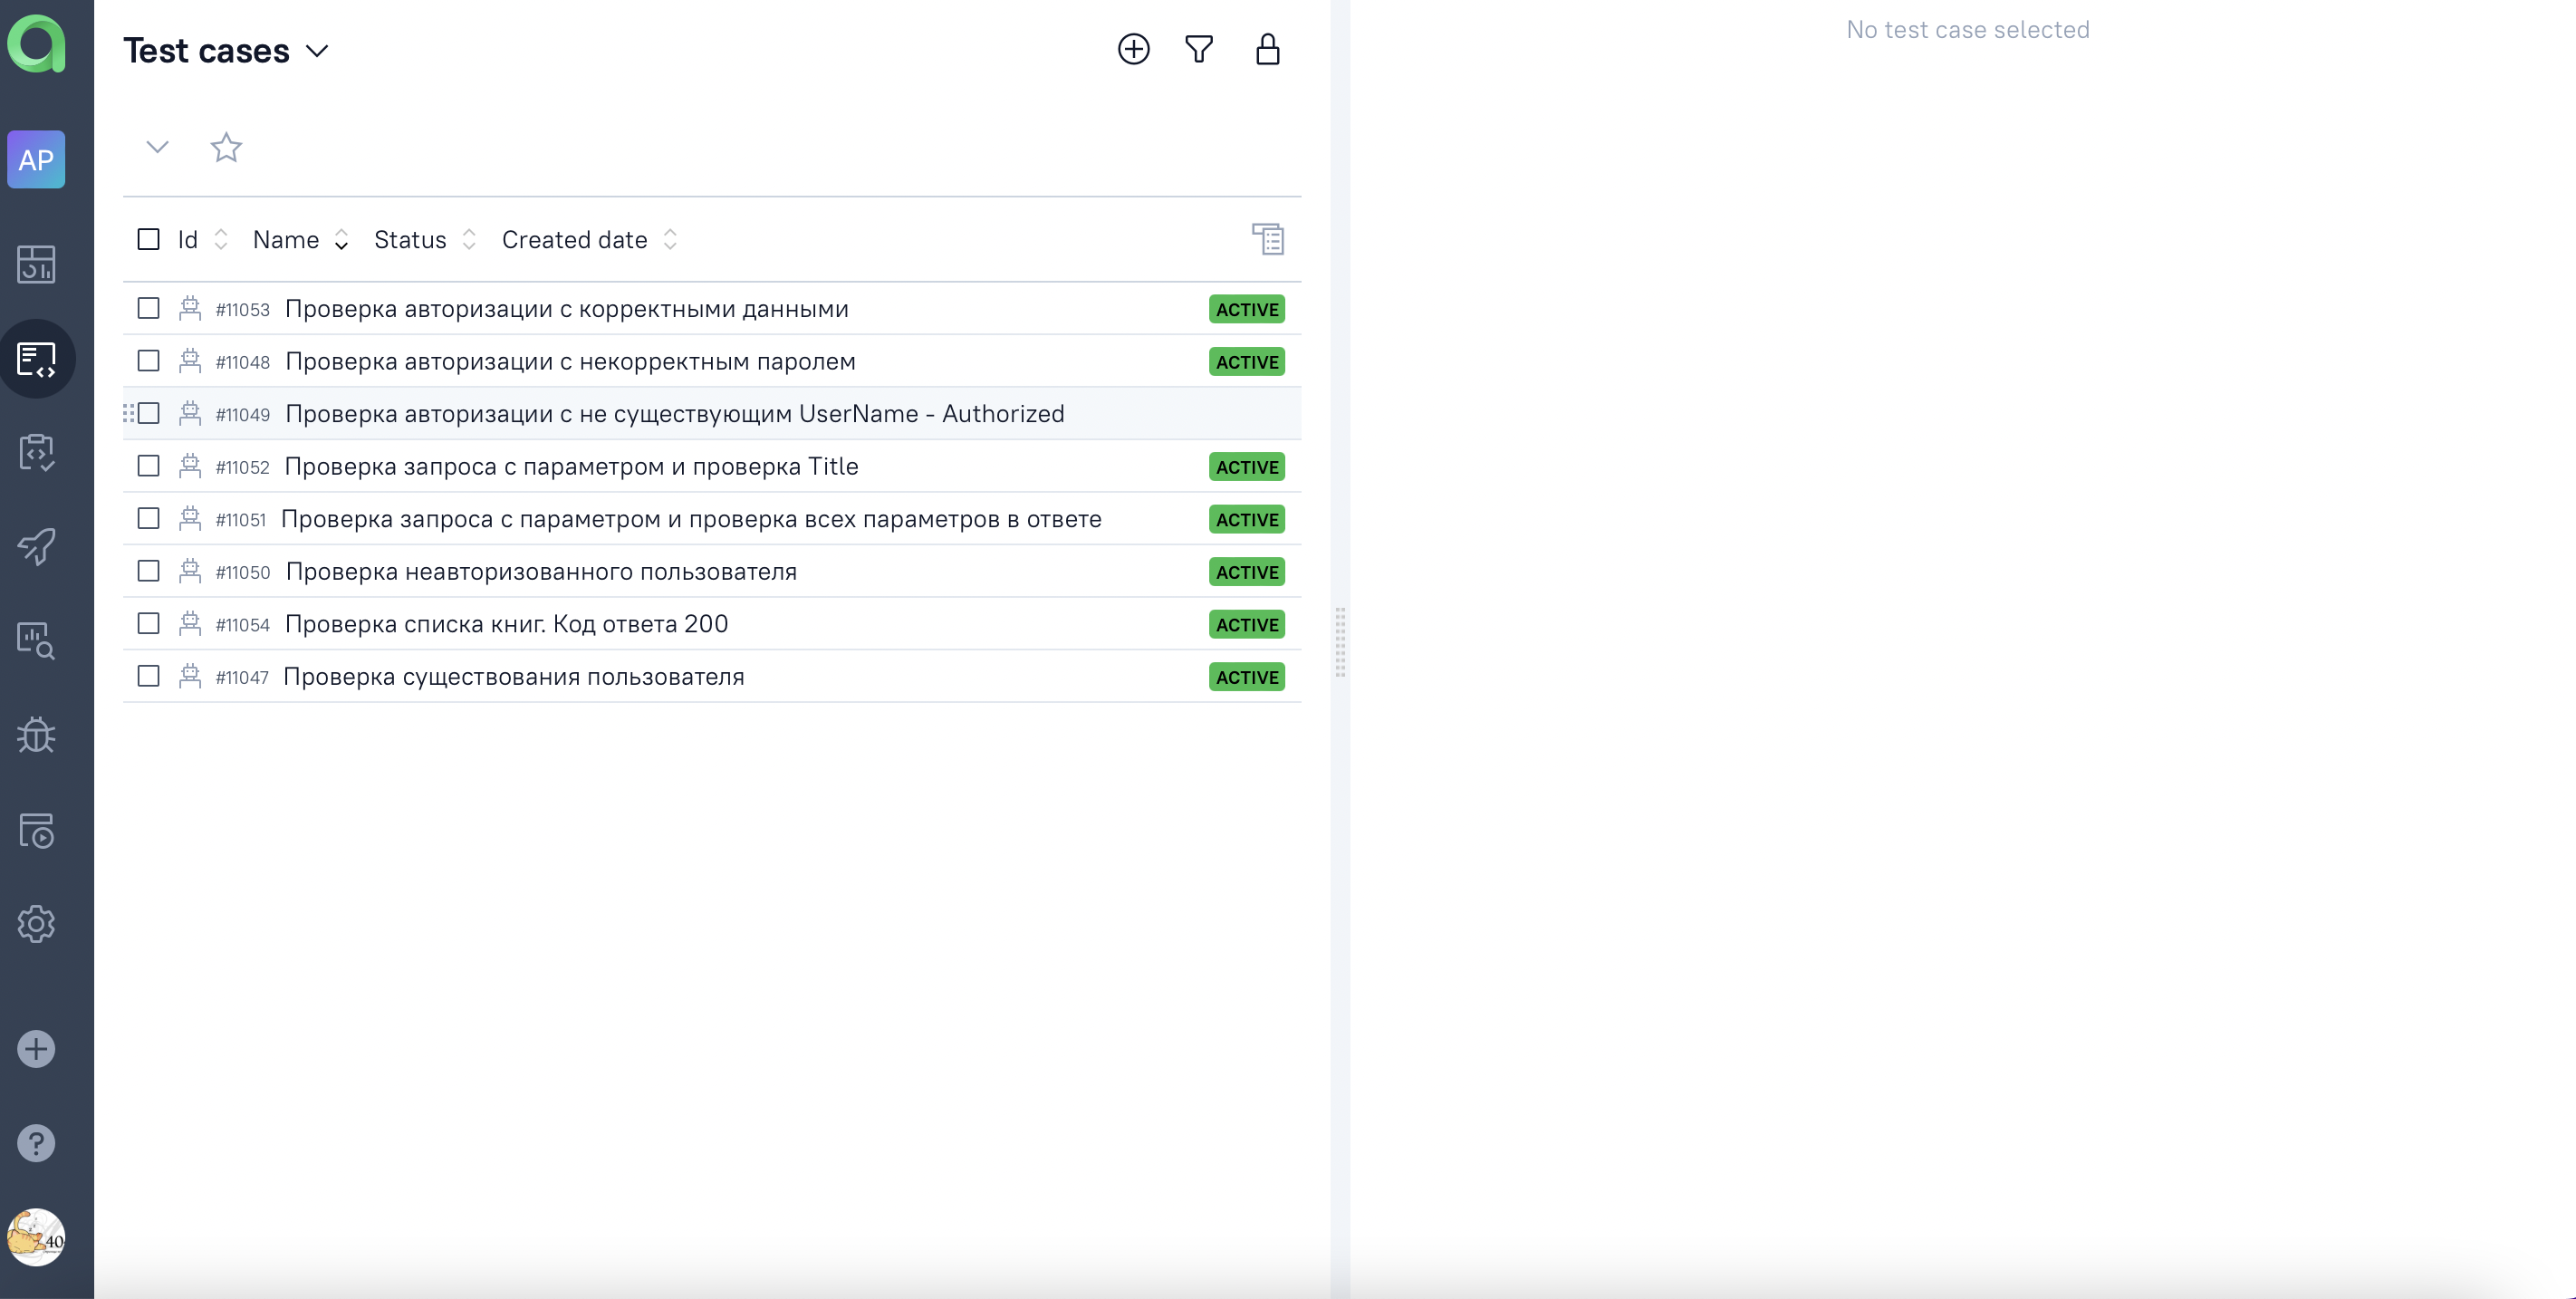 Test cases
No test case selected
AP
Id Name Status Created date
#11053 Проверка авторизации с корректными данными ACTIVE
#11048 Проверка авторизации с некорректным паролем ACTIVE
#11049 Проверка авторизации с не существующим UserName - Authorized
#11052 Проверка запроса с параметром и проверка Title ACTIVE
#11051 Проверка запроса с параметром и проверка всех параметров в ответе ACTIVE
#11050 Проверка неавторизованного пользователя ACTIVE
#11054 Проверка списка книг. Код ответа 200 ACTIVE
#11047 Проверка существования пользователя ACTIVE